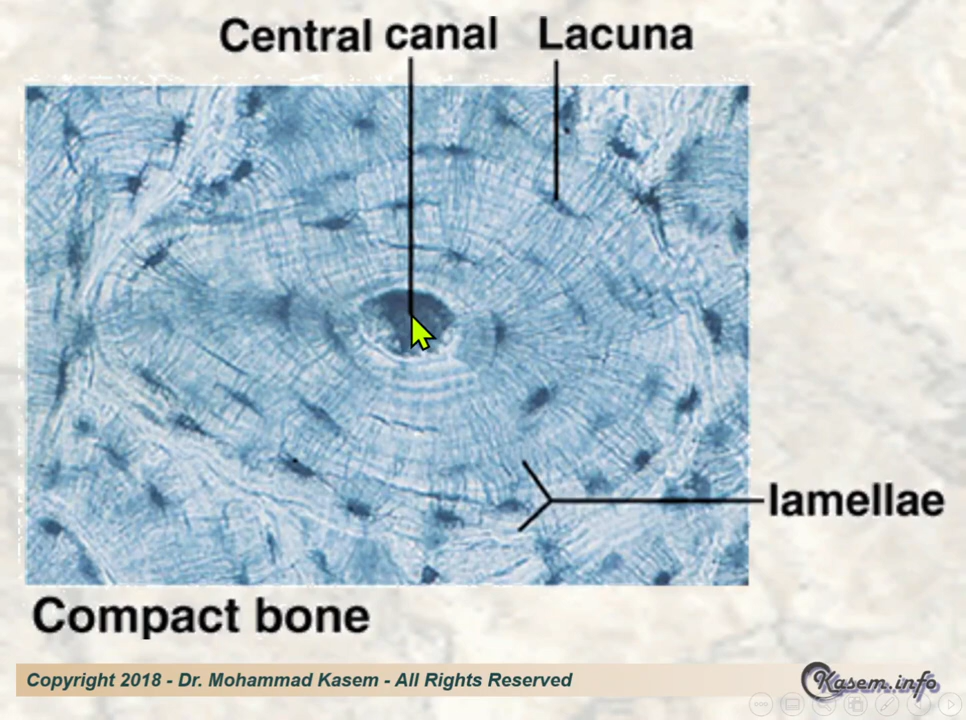 Central canal Lacuna
lamellae
Compact bone
Copyright 2018 - Dr. Mohammad Kasem - All Rights Reserved
Kasem.info